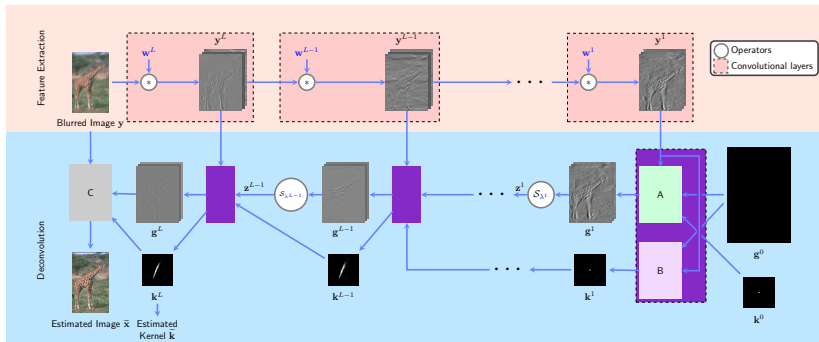 Feature Extraction
w^L
y^L
w^{L-1}
y^{L-1}
w^1
y^1
*
*
*
Operators
Convolutional layers
Blurred Image y
Deconvolution
C
g^L
z^{L-1}
S_{λ^{L-1}}
g^{L-1}
z^1
S_{λ^1}
g^1
A
B
g^0
k^L
k^{L-1}
k^1
k^0
Estimated Image x̃
Estimated
Kernel k̃